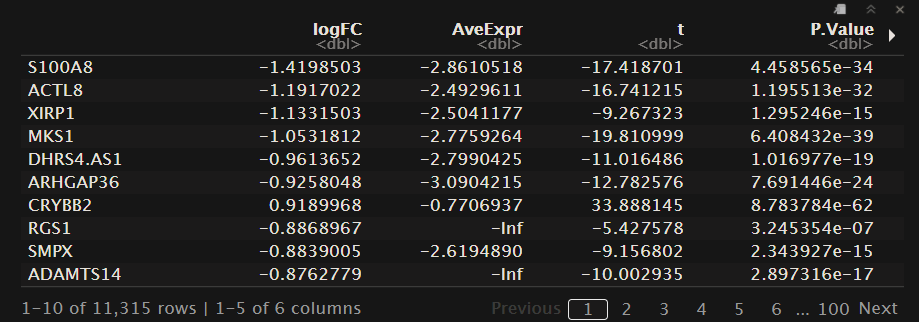 logFC AveExpr t P.Value
<dbl> <dbl> <dbl> <dbl>
S100A8 -1.4198503 -2.8610518 -17.418701 4.458565e-34
ACTL8 -1.1917022 -2.4929611 -16.741215 1.195513e-32
XIRP1 -1.1331503 -2.5041177 -9.267323 1.295246e-15
MKS1 -1.0531812 -2.7759264 -19.810999 6.408432e-39
DHRS4.AS1 -0.9613652 -2.7990425 -11.016486 1.016977e-19
ARHGAP36 -0.9258048 -3.0904215 -12.782576 7.691446e-24
CRYBB2 0.9189968 -0.7706937 33.888145 8.783784e-62
RGS1 -0.8868967 -Inf -5.427578 3.245354e-07
SMPX -0.8839005 -2.6194890 -9.156802 2.343927e-15
ADAMTS14 -0.8762779 -Inf -10.002935 2.897316e-17
1-10 of 11,315 rows | 1-5 of 6 columns Previous 1 2 3 4 5 6 ... 100 Next